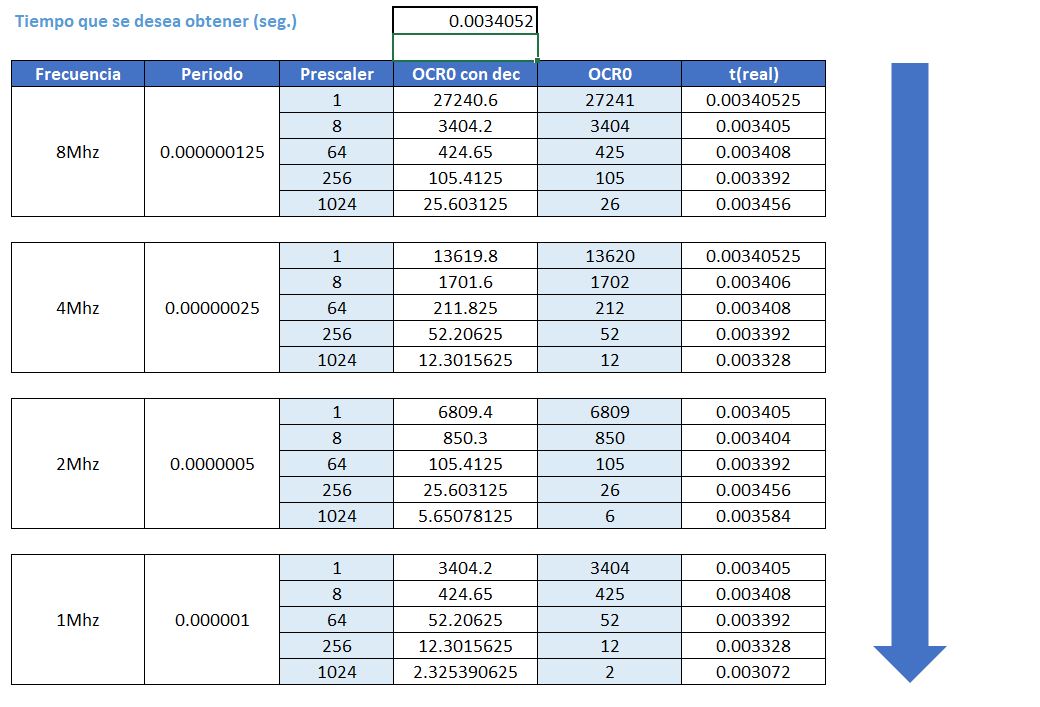 Tiempo que se desea obtener (seg.) 0.0034052
Frecuencia Periodo Prescaler OCR0 con dec OCR0 t(real)
1 27240.6 27241 0.00340525
8 3404.2 3404 0.003405
8Mhz 0.000000125 64 424.65 425 0.003408
256 105.4125 105 0.003392
1024 25.603125 26 0.003456
1 13619.8 13620 0.00340525
8 1701.6 1702 0.003406
4Mhz 0.00000025 64 211.825 212 0.003408
256 52.20625 52 0.003392
1024 12.3015625 12 0.003328
1 6809.4 6809 0.003405
8 850.3 850 0.003404
2Mhz 0.0000005 64 105.4125 105 0.003392
256 25.603125 26 0.003456
1024 5.65078125 6 0.003584
1 3404.2 3404 0.003405
8 424.65 425 0.003408
1Mhz 0.000001 64 52.20625 52 0.003392
256 12.3015625 12 0.003328
1024 2.325390625 2 0.003072